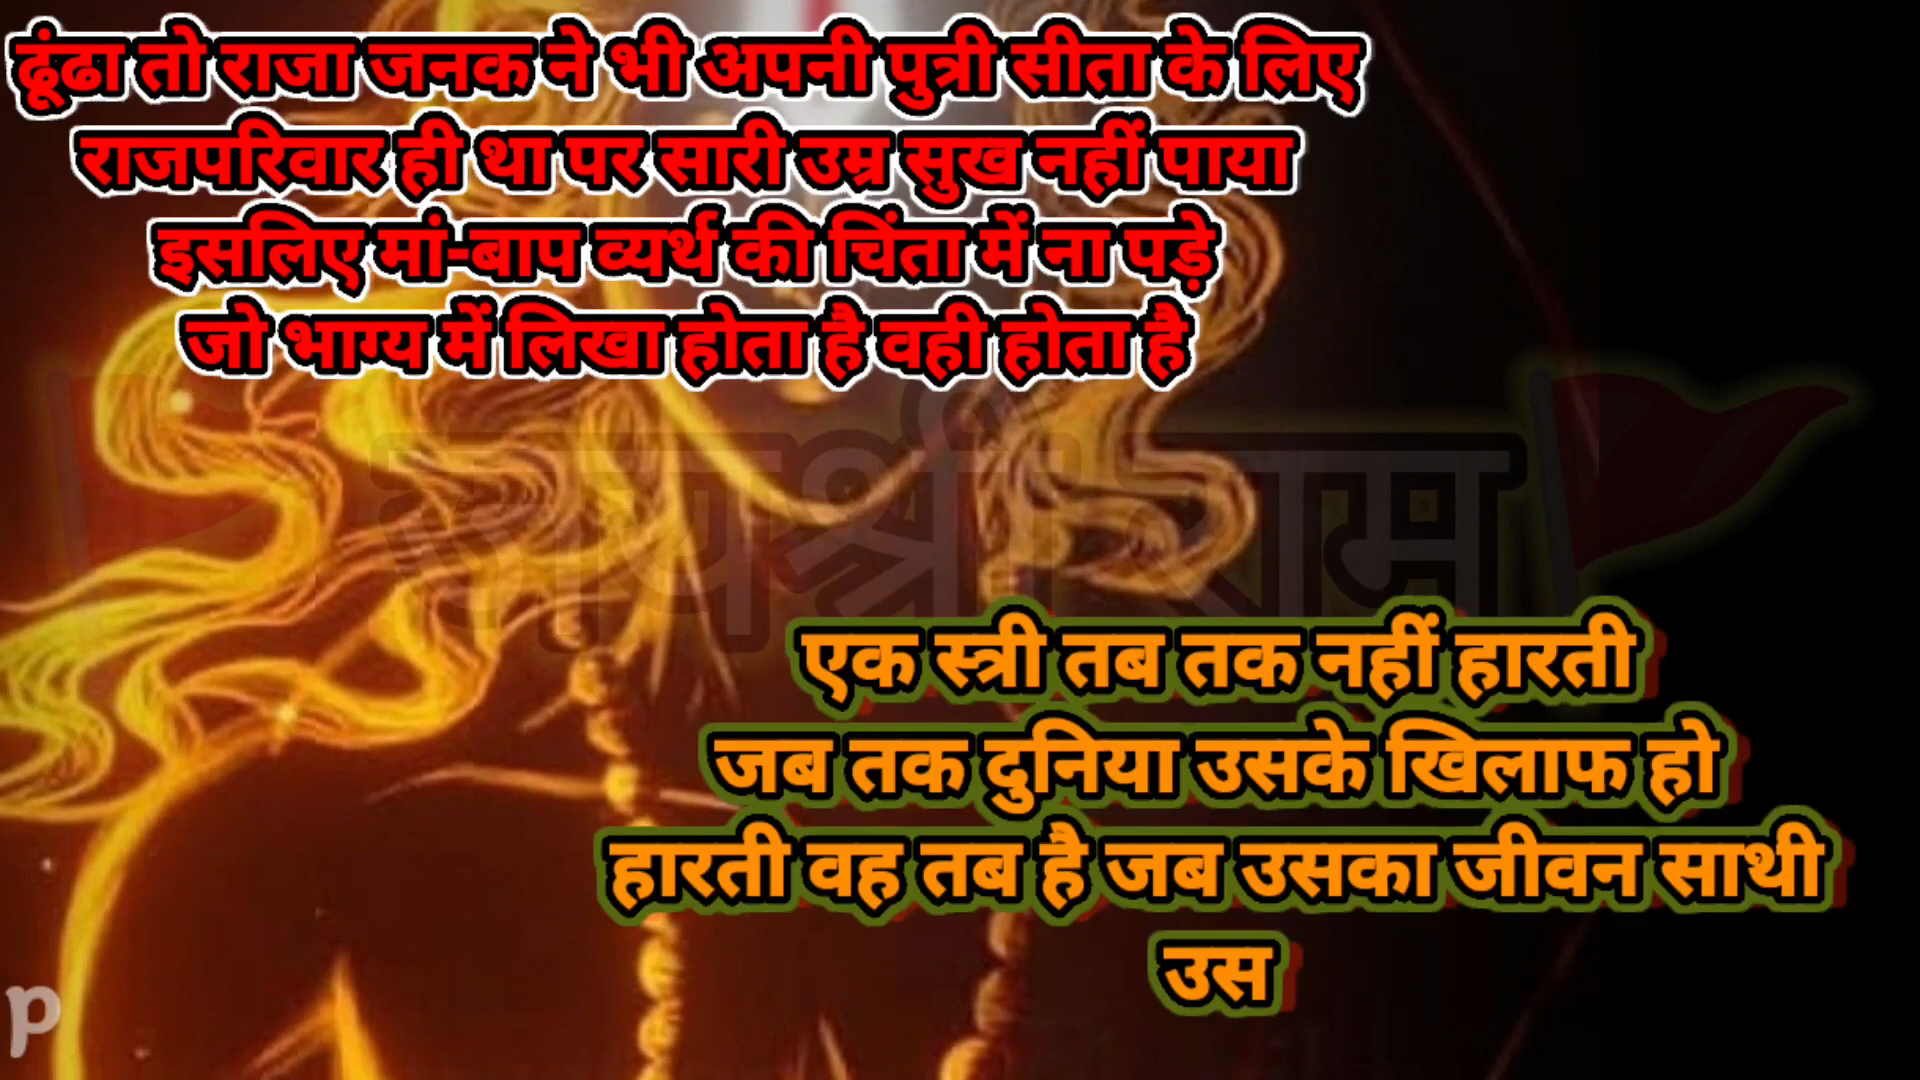 ढूंढा तो राजा जनक ने भी अपनी पुत्री सीता के लिए
राजपरिवार ही था पर सारी उम्र सुख नहीं पाया
इसलिए मां-बाप व्यर्थ की चिंता में ना पड़े
जो भाग्य में लिखा होता है वही होता है
जय श्री राम
एक स्त्री तब तक नहीं हारती
जब तक दुनिया उसके खिलाफ हो
हारती वह तब है जब उसका जीवन साथी
उस
p